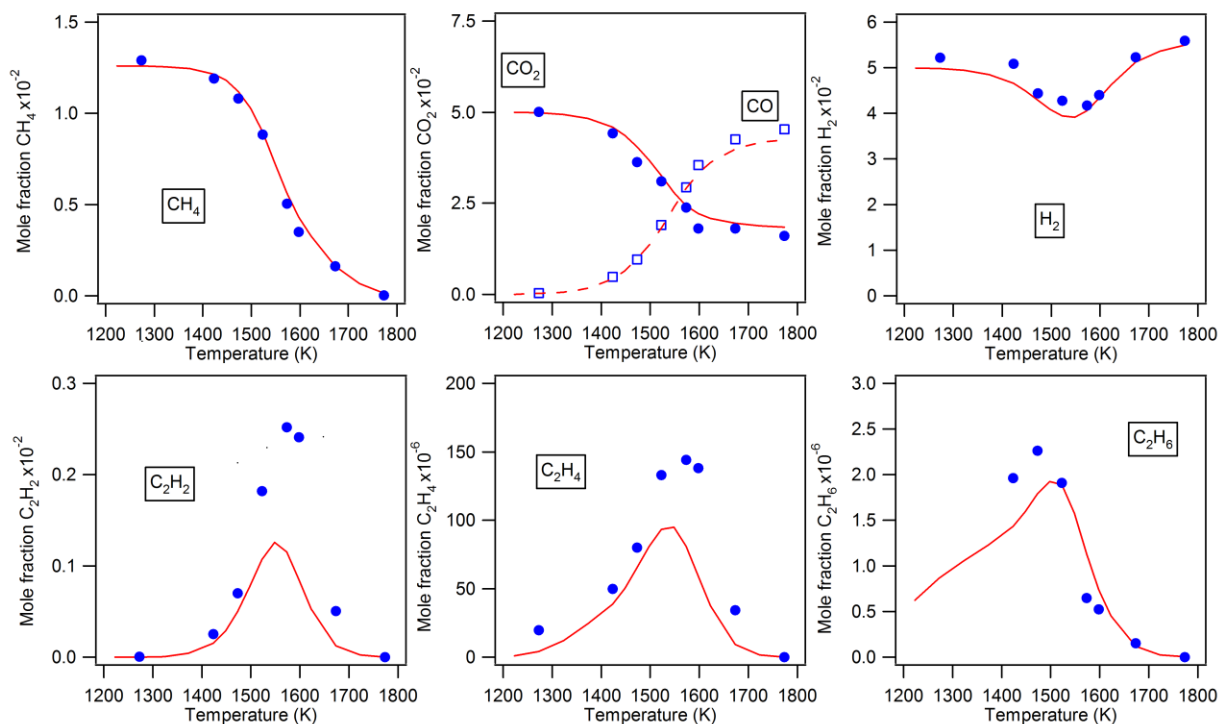 Mole fraction CH₄ x10⁻²
1.5
1.0
0.5
0.0
CH₄
1200 1300 1400 1500 1600 1700 1800
Temperature (K)
Mole fraction CO₂ x10⁻²
7.5
5.0
2.5
0.0
CO₂
CO
1200 1300 1400 1500 1600 1700 1800
Temperature (K)
Mole fraction H₂ x10⁻²
6
5
4
3
2
1
0
H₂
1200 1300 1400 1500 1600 1700 1800
Temperature (K)
Mole fraction C₂H₂ x10⁻²
0.3
0.2
0.1
0.0
C₂H₂
1200 1300 1400 1500 1600 1700 1800
Temperature (K)
Mole fraction C₂H₄ x10⁻⁶
200
150
100
50
0
C₂H₄
1200 1300 1400 1500 1600 1700 1800
Temperature (K)
Mole fraction C₂H₆ x10⁻⁶
3.0
2.5
2.0
1.5
1.0
0.5
0.0
C₂H₆
1200 1300 1400 1500 1600 1700 1800
Temperature (K)